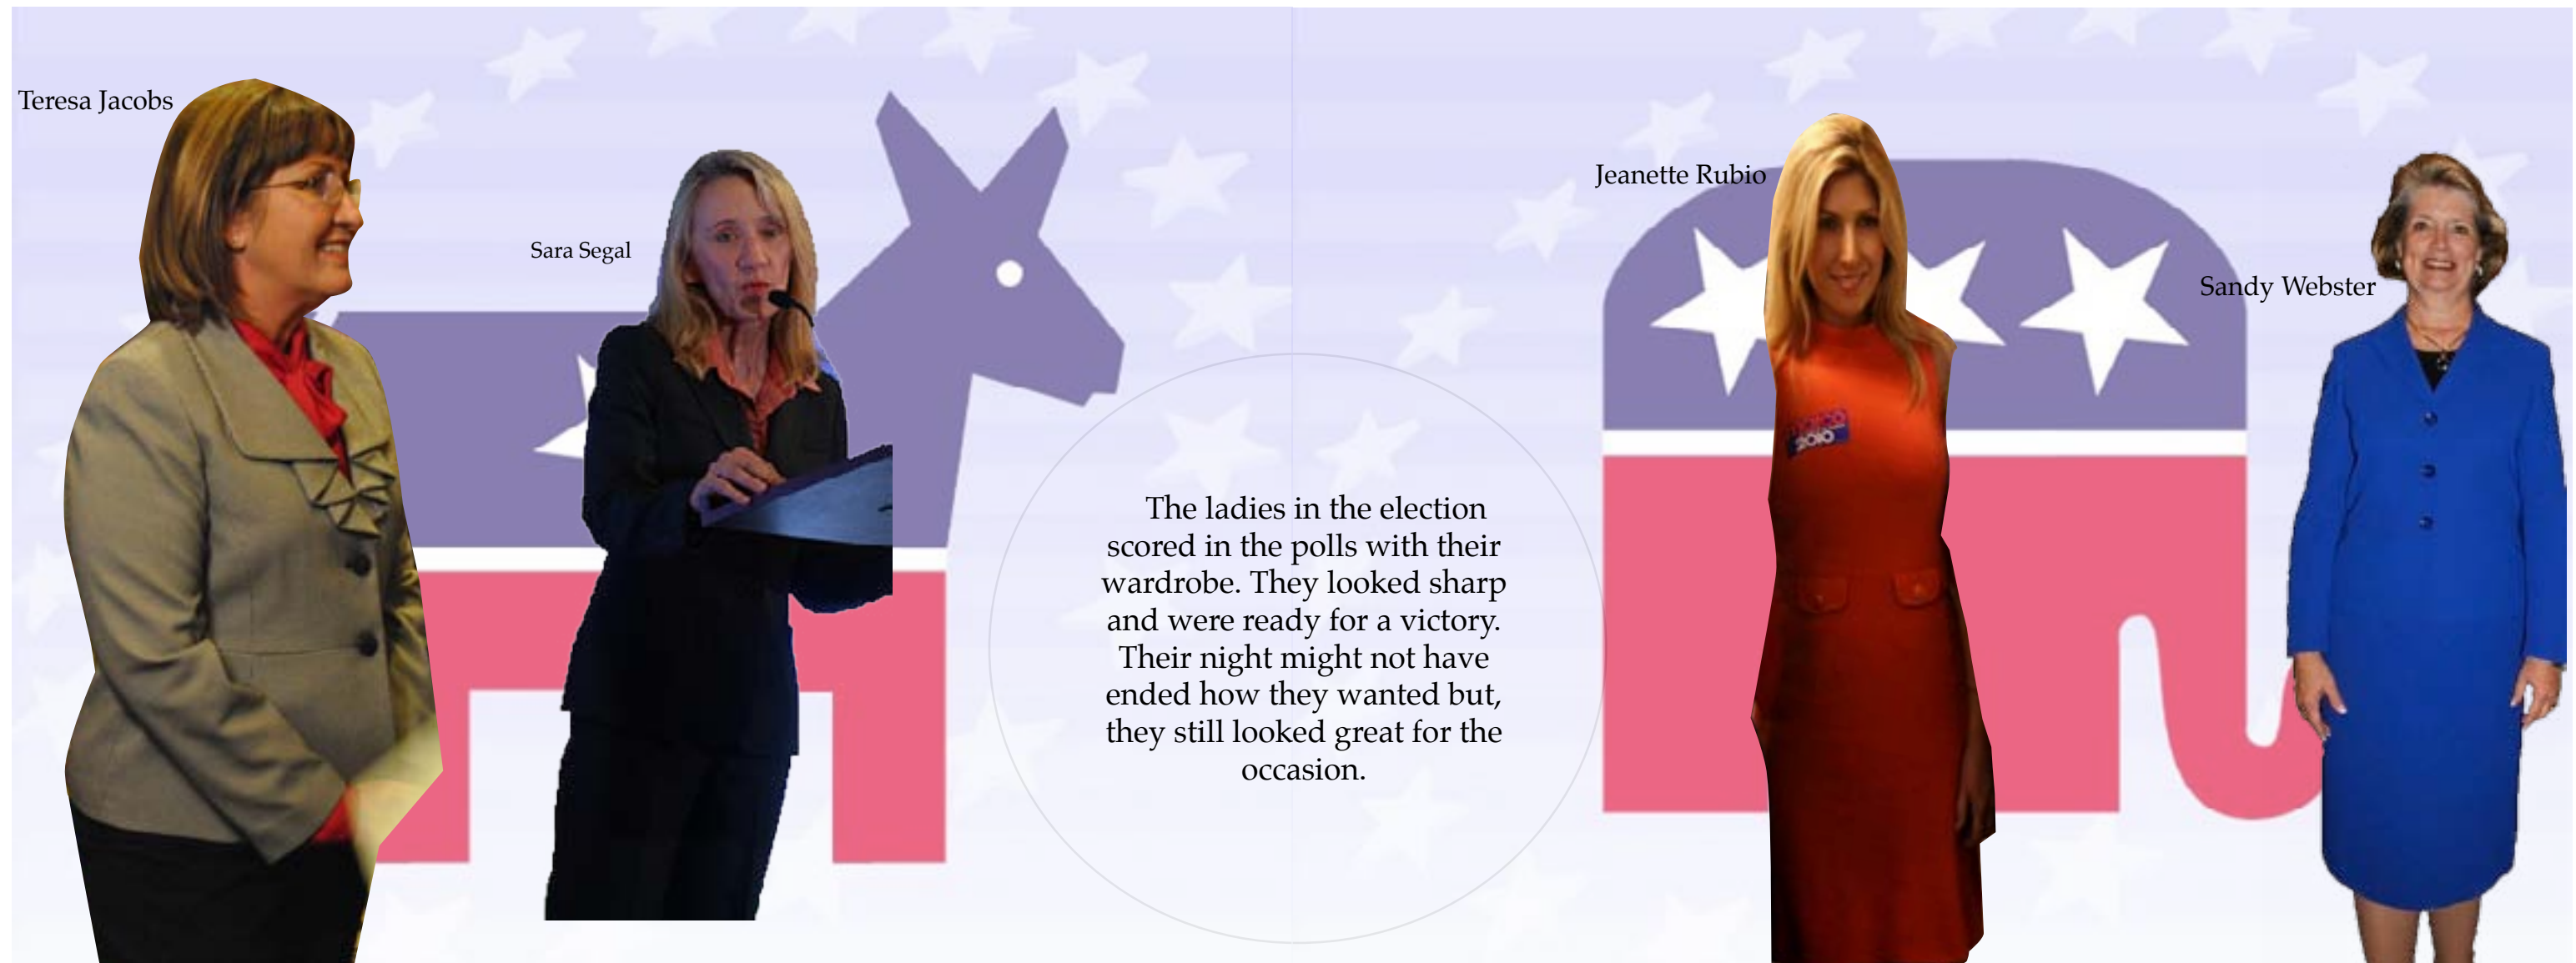 Teresa Jacobs
Sara Segal
The ladies in the election
scored in the polls with their
wardrobe. They looked sharp
and were ready for a victory.
Their night might not have
ended how they wanted but,
they still looked great for the
occasion.
Jeanette Rubio
2010
Sandy Webster